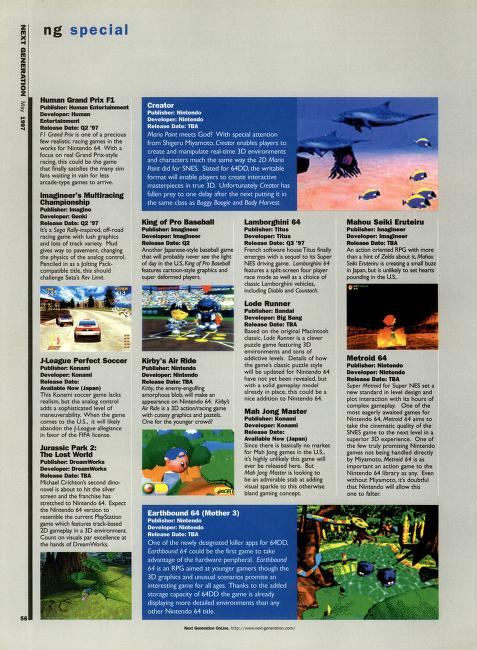 ng special
NEXT GENERATION May 1997
Human Grand Prix F1
Publisher: Human Entertainment
Developer: Human
Entertainment
Release Date: Q2 '97
F1 Grand Prix is one of a precious
few realistic racing games in the
works for Nintendo 64. With a
focus on real Grand Prix-style
racing, this could be the game
that finally satisfies the many sim
fans waiting in vain for less
arcade-type games to arrive.
Imagineer's Multiracing
Championship
Publisher: Imagineer
Developer: Genki
Release Date: Q2 '97
It's a Sega Rally-inspired, off-road
racing game with lush graphics
and lots of track variety. Mud
gives way to pavement, changing
the physics of the analog control.
Pencilled in as a Jolting Pack-
compatible title, this should
challenge Seta's Rev Limit.
J-League Perfect Soccer
Publisher: Konami
Developer: Konami
Release Date:
Available Now (Japan)
This Konami soccer game lacks
realism, but the analog control
adds a sophisticated level of
maneuverability. When the game
comes to the U.S., it will likely
abandon the J-League allegiance
in favor of the FIFA license.
Jurassic Park 2:
The Lost World
Publisher: DreamWorks
Developer: DreamWorks
Release Date: TBA
Michael Crichton's second dino-
novel is about to hit the silver
screen and the franchise has
stretched to Nintendo 64. Expect
the Nintendo 64 version to
resemble the current PlayStation
game which features track-based
2D gameplay in a 3D environment.
Count on visuals par excellence at
the hands of DreamWorks.
Creator
Publisher: Nintendo
Developer: Nintendo
Release Date: TBA
Mario Paint meets God? With special attention
from Shigeru Miyamoto, Creator enables players to
create and manipulate real-time 3D environments
and characters much the same way the 2D Mario
Paint did for SNES. Slated for 64DD, the writable
format will enable players to create interactive
masterpieces in true 3D. Unfortunately Creator has
fallen prey to one delay after the next putting it in
the same class as Buggy Boogie and Body Harvest.
King of Pro Baseball
Publisher: Imagineer
Developer: Imagineer
Release Date: Q2
Another Japanese-style baseball game
that will probably never see the light
of day in the U.S, King of Pro Baseball
features cartoon-style graphics and
super deformed players.
Kirby's Air Ride
Publisher: Nintendo
Developer: Nintendo
Release Date: TBA
Kirby, the enemy-engulfing
amorphous blob, will make an
appearance on Nintendo 64. Kirby's
Air Ride is a 3D action/racing game
with cutesy graphics and pastels.
One for the younger crowd?
Lamborghini 64
Publisher: Titus
Developer: Titus
Release Date: Q3 '97
French software house Titus finally
emerges with a sequel to its Super
NES driving game. Lamborghini 64
features a split-screen four player
race mode as well as a choice of
classic Lamborghini vehicles,
including Diablo and Countach.
Lode Runner
Publisher: Bandai
Developer: Big Bang
Release Date: TBA
Based on the original Macintosh
classic, Lode Runner is a clever
puzzle game featuring 3D
environments and tons of
additive levels. Details of how
the game's classic puzzle style
will be updated for Nintendo 64
have not yet been revealed, but
with a solid gameplay model
already in place, this could be a
nice addition to Nintendo 64.
Mah Jong Master
Publisher: Konami
Developer: Konami
Release Date:
Available Now (Japan)
Since there is basically no market
for Mah Jong games in the U.S.,
it's highly unlikely this game will
ever be released here. But
Mah Jong Master is looking to
be an admirable stab at adding
visual sparkle to this otherwise
bland gaming concept.
Mahou Seiki Eruteiru
Publisher: Imagineer
Developer: Imagineer
Release Date: TBA
An action oriented RPG with more
than a hint of Zelda about it, Mahou
Seiki Eruteiru is creating a small buzz
in Japan, but is unlikely to set hearts
pounding in the U.S.
Metroid 64
Publisher: Nintendo
Developer: Nintendo
Release Date: TBA
Super Metroid for Super NES set a
new standard in level design and
plot interaction with its hours of
complex gameplay. One of the
most eagerly awaited games for
Nintendo 64, Metroid 64 aims to
take the cinematic quality of the
SNES game to the next level in a
superior 3D experience. One of
the few truly promising Nintendo
games not being handled directly
by Miyamoto, Metroid 64 is as
important an action game to the
Nintendo 64 library as any. Even
without Miyamoto, it's doubtful
that Nintendo will allow this
one to falter.
Earthbound 64 (Mother 3)
Publisher: Nintendo
Developer: Nintendo
Release Date: TBA
One of the newly designated killer apps for 64DD,
Earthbound 64 could be the first game to take
advantage of the hardware peripheral. Earthbound
64 is an RPG aimed at younger gamers though the
3D graphics and unusual scenarios promise an
interesting game for all ages. Thanks to the added
storage capacity of 64DD the game is already
displaying more detailed environments than any
other Nintendo 64 title.
56
Next Generation OnLine. http://www.next-generation.com/